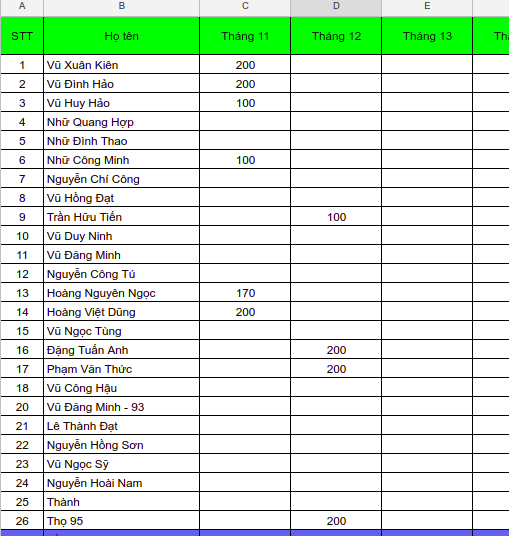 A B C D E
STT Họ tên Tháng 11 Tháng 12 Tháng 13
1 Vũ Xuân Kiên 200
2 Vũ Đình Hảo 200
3 Vũ Huy Hảo 100
4 Nhữ Quang Hợp
5 Nhữ Đình Thao
6 Nhữ Công Minh 100
7 Nguyễn Chí Công
8 Vũ Hồng Đạt
9 Trần Hữu Tiến 100
10 Vũ Duy Ninh
11 Vũ Đăng Minh
12 Nguyễn Công Tú
13 Hoàng Nguyên Ngọc 170
14 Hoàng Việt Dũng 200
15 Vũ Ngọc Tùng
16 Đặng Tuấn Anh 200
17 Phạm Văn Thức 200
18 Vũ Công Hậu
20 Vũ Đăng Minh - 93
21 Lê Thành Đạt
22 Nguyễn Hồng Sơn
23 Vũ Ngọc Sỹ
24 Nguyễn Hoài Nam
25 Thành
26 Thọ 95 200